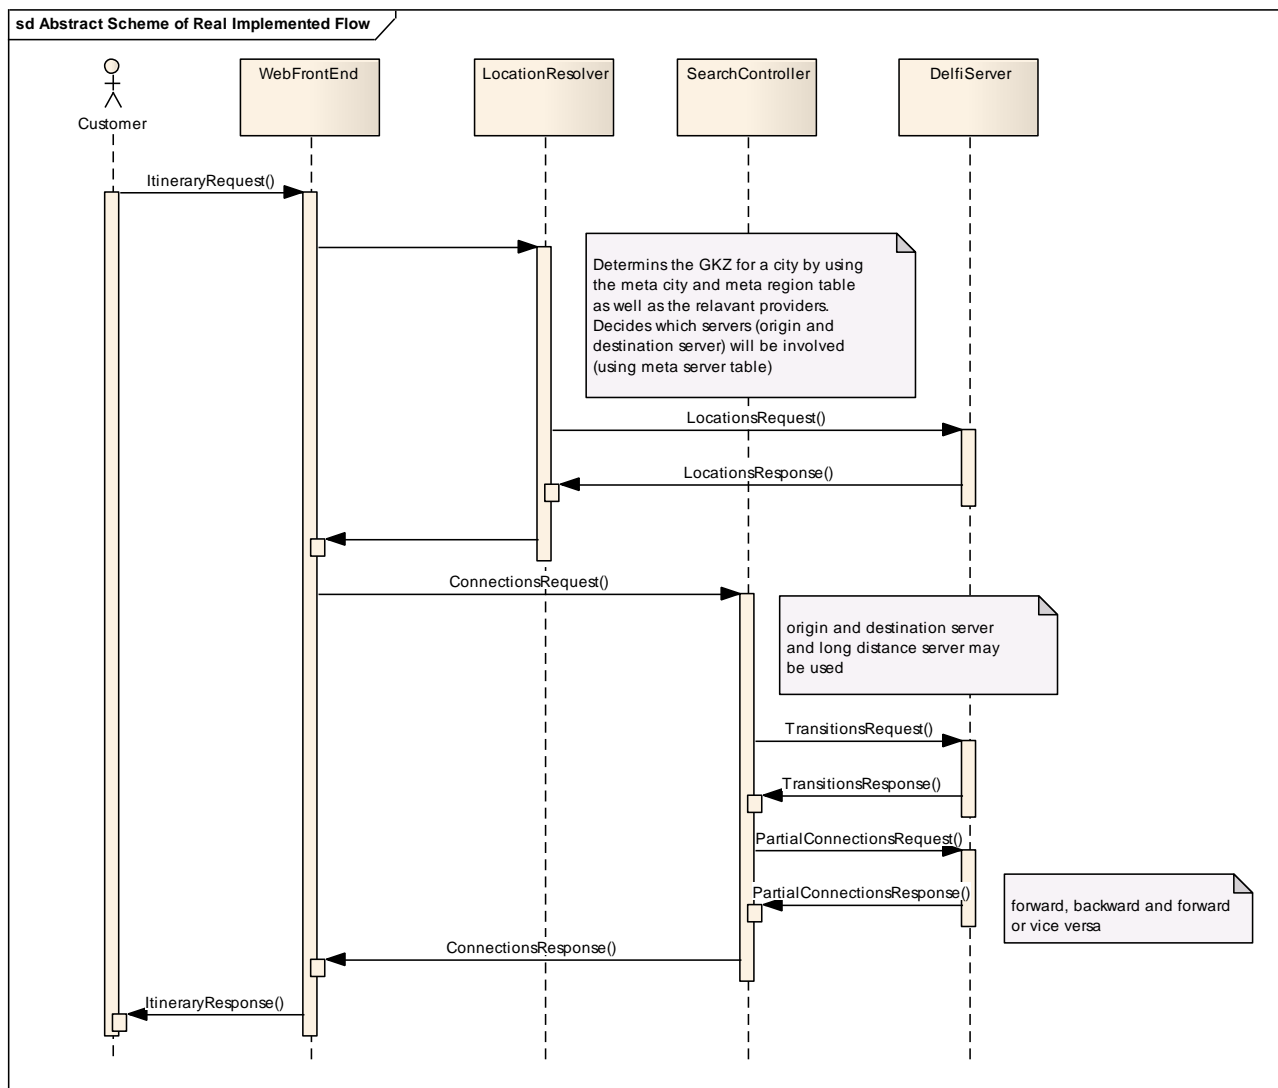 sd Abstract Scheme of Real Implemented Flow
Customer
WebFrontEnd
LocationResolver
SearchController
DelfiServer
ItineraryRequest()
Determins the GKZ for a city by using
the meta city and meta region table
as well as the relavant providers.
Decides which servers (origin and
destination server) will be involved
(using meta server table)
LocationsRequest()
LocationsResponse()
ConnectionsRequest()
origin and destination server
and long distance server may
be used
TransitionsRequest()
TransitionsResponse()
PartialConnectionsRequest()
PartialConnectionsResponse()
forward, backward and forward
or vice versa
ConnectionsResponse()
ItineraryResponse()